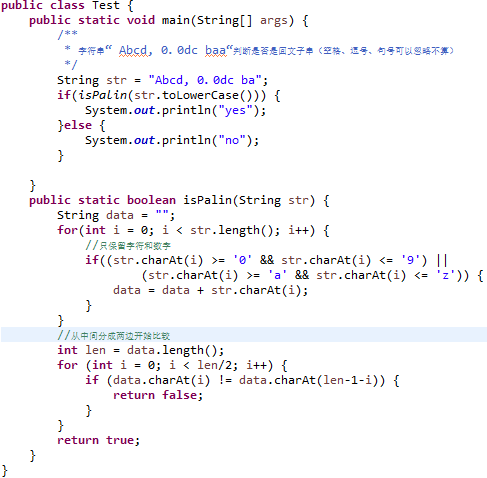 public class Test {
    public static void main(String[] args) {
        /**
         * 字符串“ Abcd, 0.0dc baa“判断是否是回文子串（空格、逗号、句号可以忽略不算）
         */
        String str = "Abcd, 0.0dc ba";
        if(isPalin(str.toLowerCase())) {
            System.out.println("yes");
        }else {
            System.out.println("no");
        }

    }
    public static boolean isPalin(String str) {
        String data = "";
        for(int i = 0; i < str.length(); i++) {
            //只保留字符和数字
            if((str.charAt(i) >= '0' && str.charAt(i) <= '9') ||
                    (str.charAt(i) >= 'a' && str.charAt(i) <= 'z')) {
                data = data + str.charAt(i);
            }
        }
        //从中间分成两边开始比较
        int len = data.length();
        for (int i = 0; i < len/2; i++) {
            if (data.charAt(i) != data.charAt(len-1-i)) {
                return false;
            }
        }
        return true;
    }
}